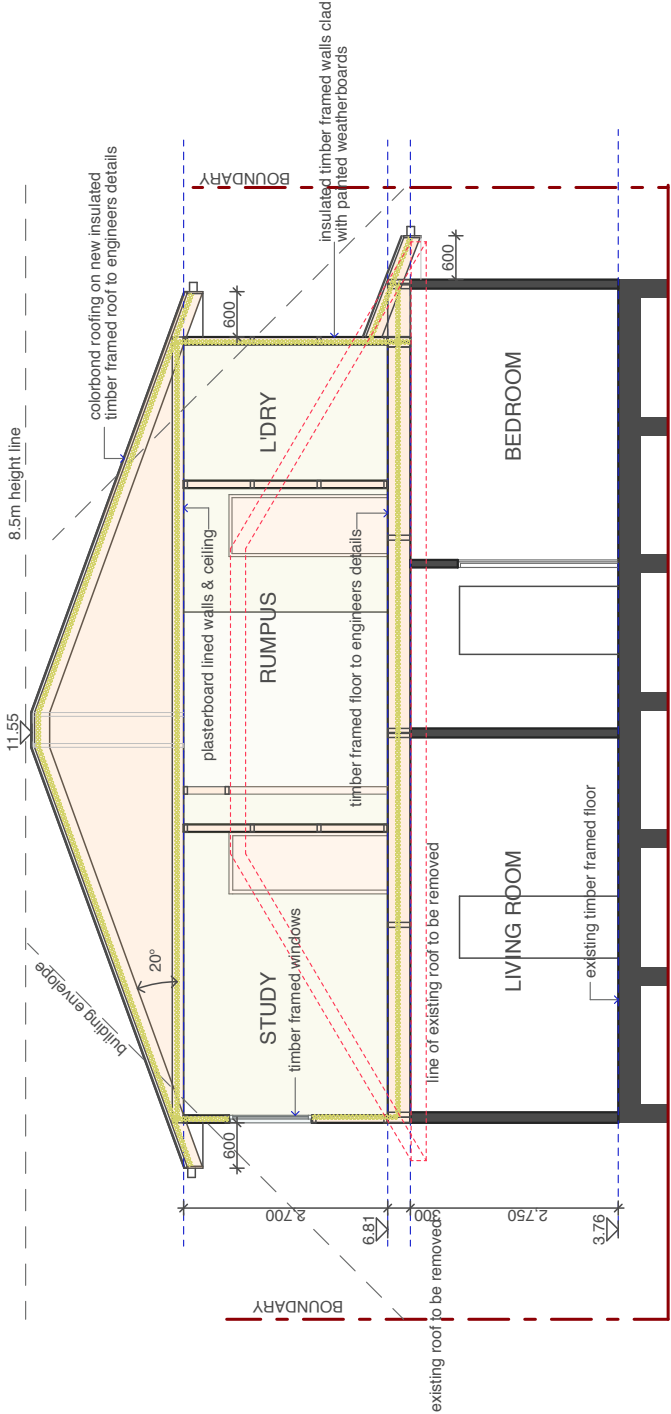 8.5m height line
11.55
colorbond roofing on new insulated
timber framed roof to engineers details
building envelope
20°
BOUNDARY
BOUNDARY
600
600
insulated timber framed walls clad
with painted weatherboards
STUDY
RUMPUS
L'DRY
plasterboard lined walls & ceiling
timber framed windows
timber framed floor to engineers details
2.700
6.81
300
600
line of existing roof to be removed
existing roof to be removed
2.750
LIVING ROOM
BEDROOM
3.76
existing timber framed floor